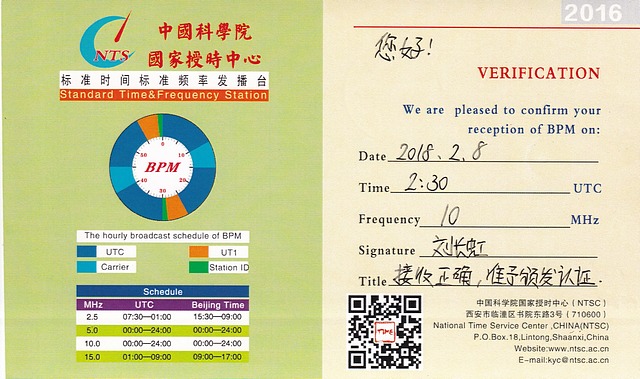 NTS
中國科學院
國家授時中心
标准时间标准频率发播台
Standard Time&Frequency Station
0
10
20
30
40
50
BPM
The hourly broadcast schedule of BPM
UTC
UT1
Carrier
Station ID
Schedule
MHz UTC Beijing Time
2.5 07:30—01:00 15:30—09:00
5.0 00:00—24:00 00:00—24:00
10.0 00:00—24:00 00:00—24:00
15.0 01:00—09:00 09:00—17:00
2016
您好!
VERIFICATION
We are pleased to confirm your
reception of BPM on:
Date 2018.2.8
Time 2:30 UTC
Frequency 10 MHz
Signature 刘长虹
Title 接收正确,准予颁发认证.
TIME
中国科学院国家授时中心(NTSC)
西安市临潼区书院东路3号(710600)
National Time Service Center ,CHINA(NTSC)
P.O.Box.18,Lintong,Shaanxi,China
Website:www.ntsc.ac.cn
E-mail:kyc@ntsc.ac.cn